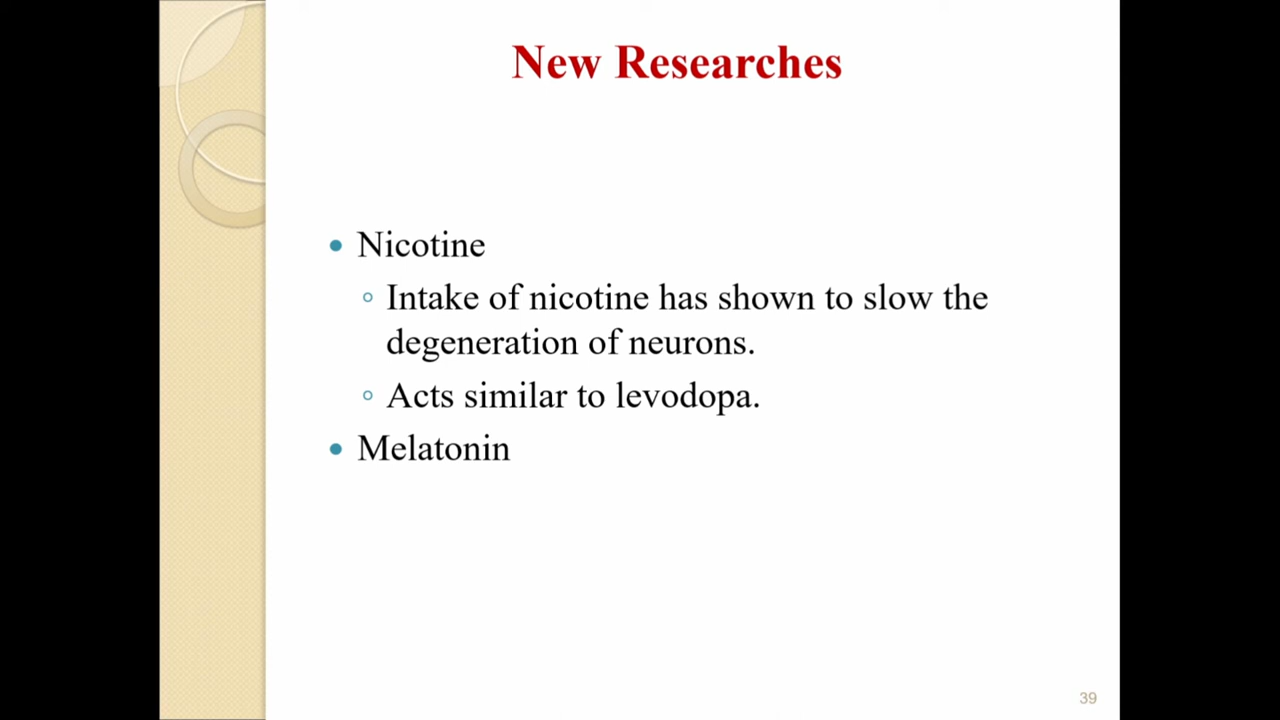 New Researches
Nicotine
Intake of nicotine has shown to slow the
degeneration of neurons.
Acts similar to levodopa.
Melatonin
39